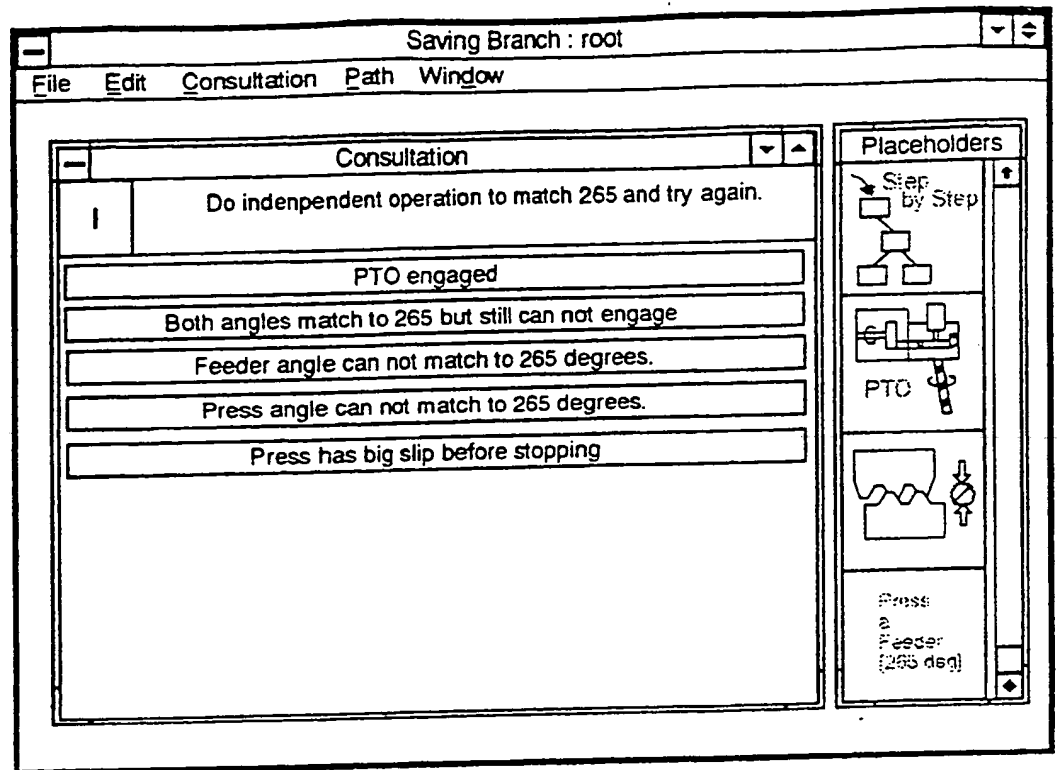 Saving Branch : root
File Edit Consultation Path Window
Consultation
I
Do indenpendent operation to match 265 and try again.
PTO engaged
Both angles match to 265 but still can not engage
Feeder angle can not match to 265 degrees.
Press angle can not match to 265 degrees.
Press has big slip before stopping
Placeholders
Step
by Step
PTO
Press
a
Feeder
(265 deg)